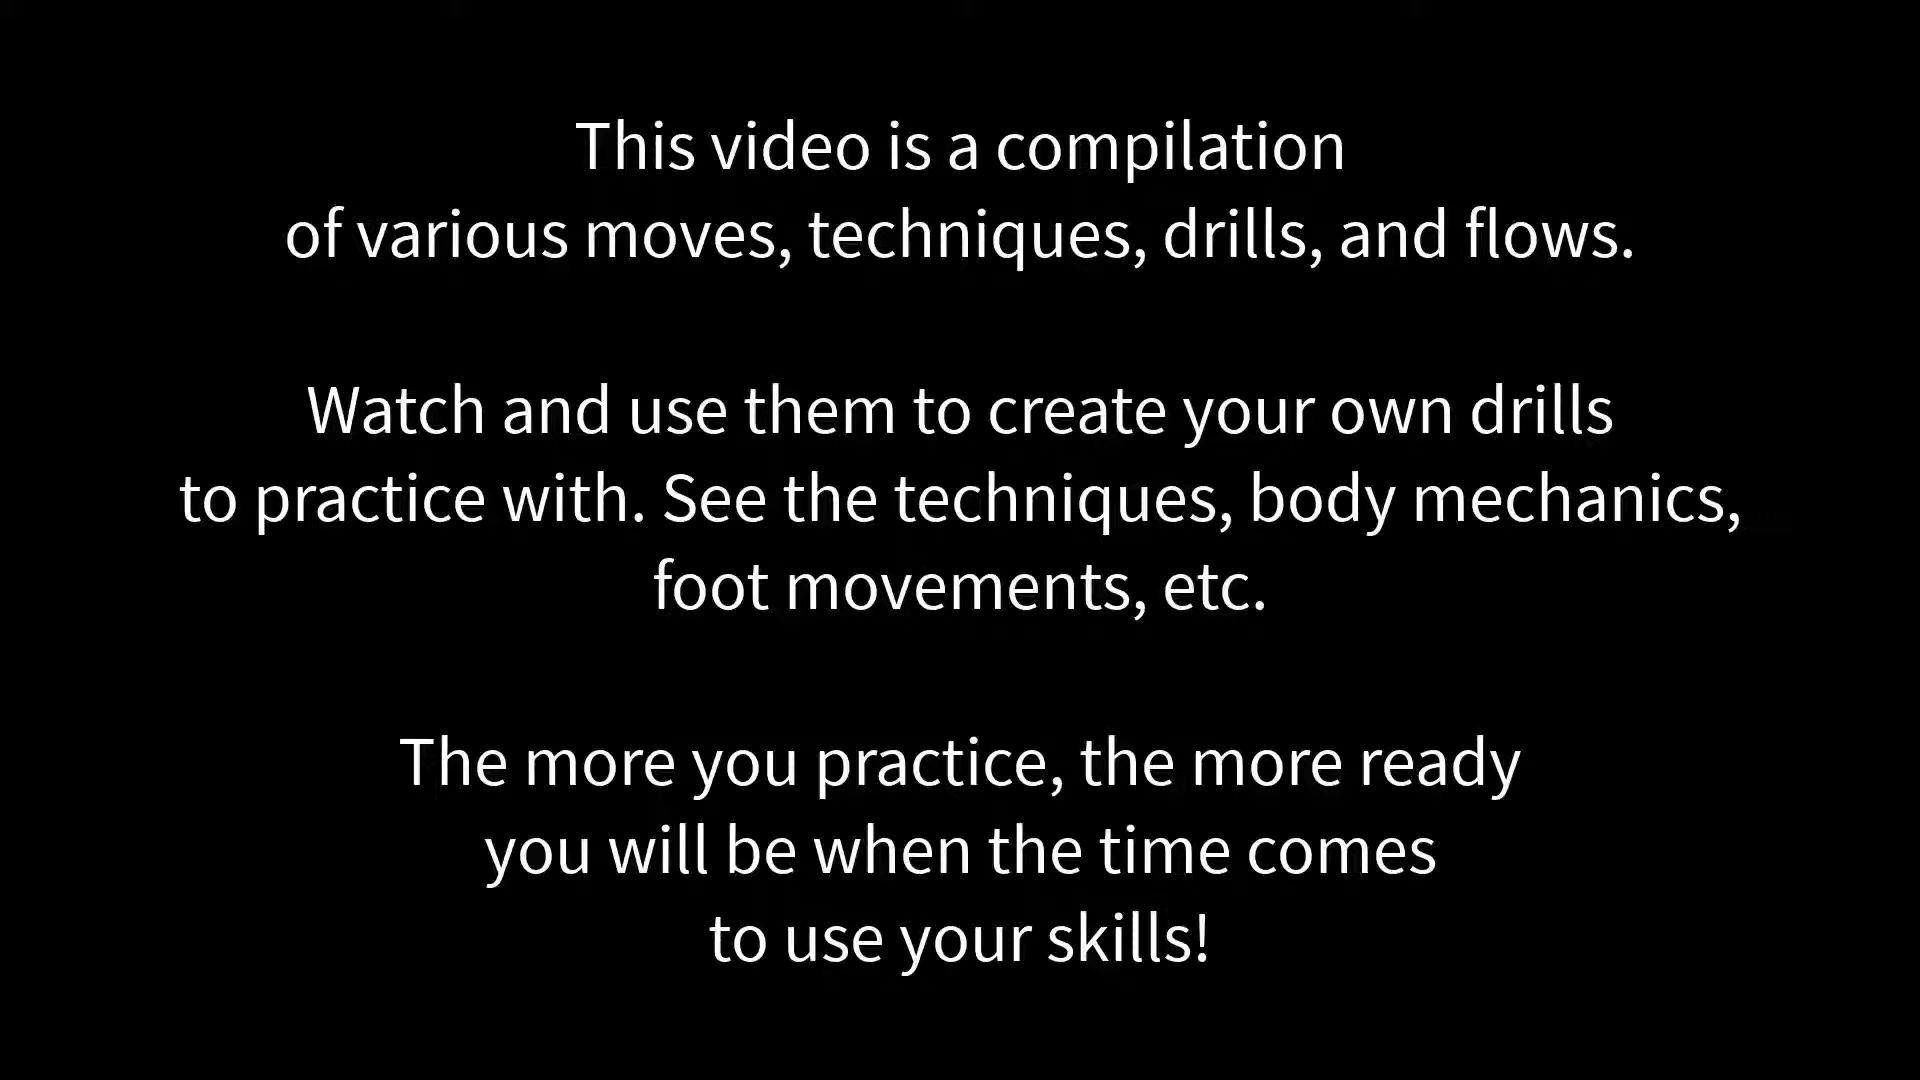 This video is a compilation
of various moves, techniques, drills, and flows.
Watch and use them to create your own drills
to practice with. See the techniques, body mechanics,
foot movements, etc.
The more you practice, the more ready
you will be when the time comes
to use your skills!